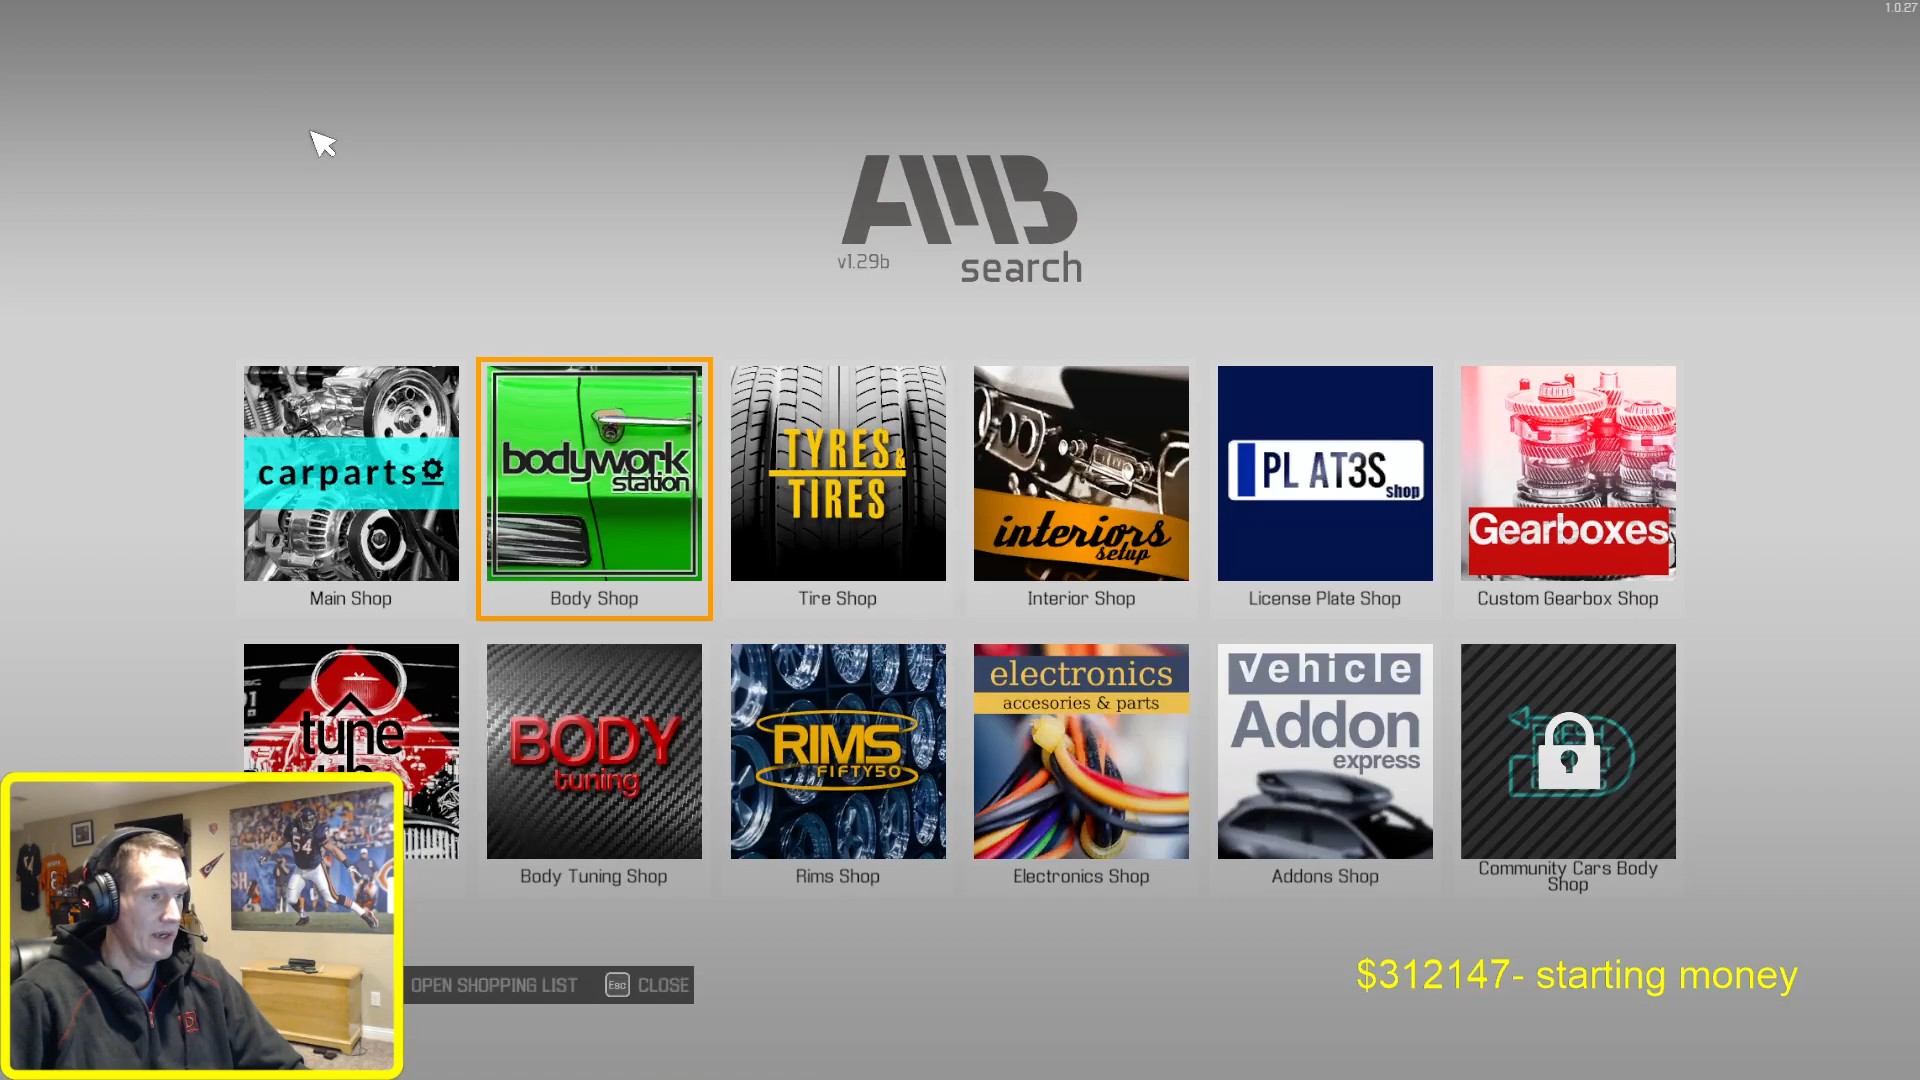 1.0.27
AMB
v1.29b
search
carparts
bodywork
station
TYRES &
TIRES
interiors
setup
PL AT3S
shop
Gearboxes
Main Shop
Body Shop
Tire Shop
Interior Shop
License Plate Shop
Custom Gearbox Shop
tune
BODY
tuning
RIMS
FIFTY50
electronics
accesories & parts
vehicle
Addon
express
FRESH
Body Tuning Shop
Rims Shop
Electronics Shop
Addons Shop
Community Cars Body
Shop
54
OPEN SHOPPING LIST
Esc CLOSE
$312147- starting money